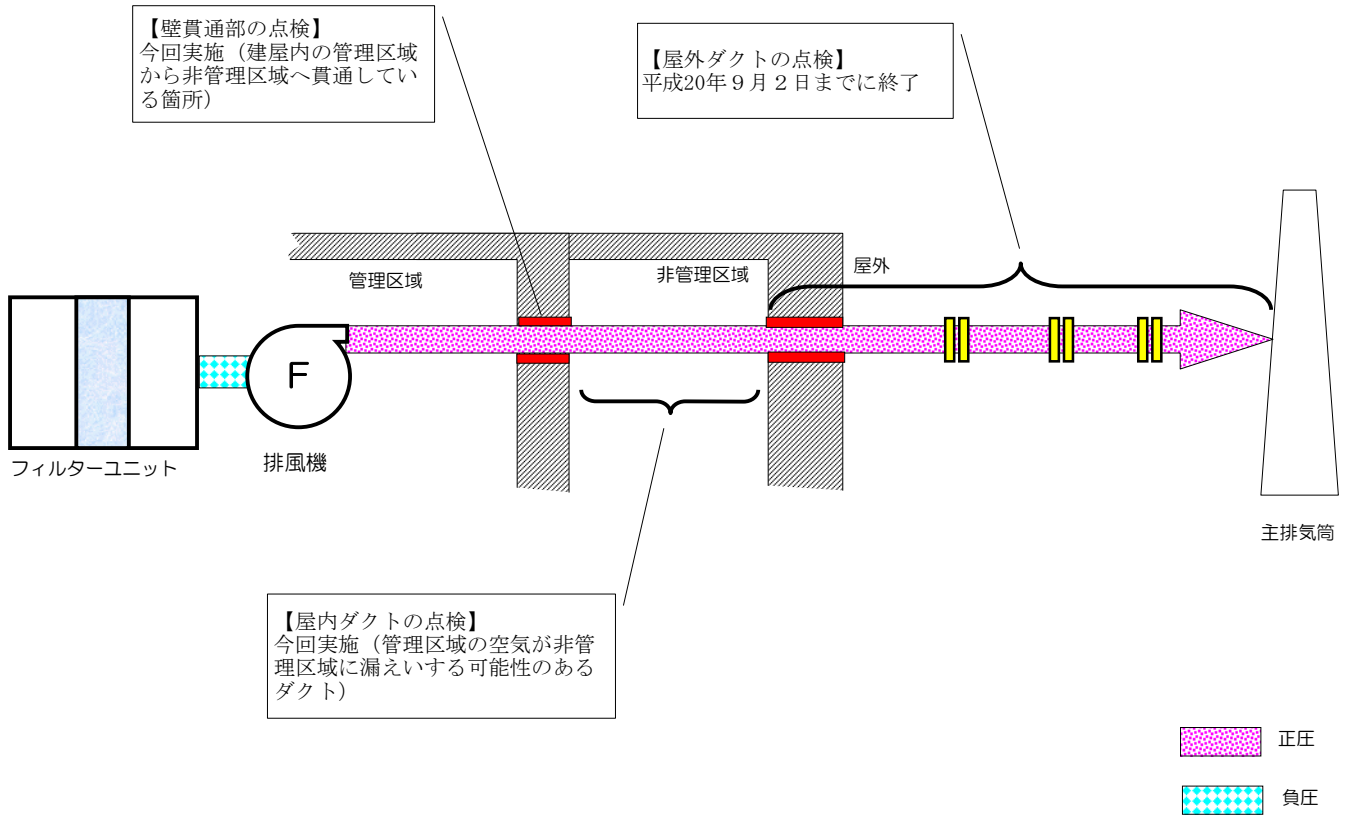 【壁貫通部の点検】
今回実施（建屋内の管理区域
から非管理区域へ貫通してい
る箇所）
【屋外ダクトの点検】
平成20年９月２日までに終了
管理区域
非管理区域
屋外
F
フィルターユニット
排風機
主排気筒
【屋内ダクトの点検】
今回実施（管理区域の空気が非管
理区域に漏えいする可能性のある
ダクト）
正圧
負圧